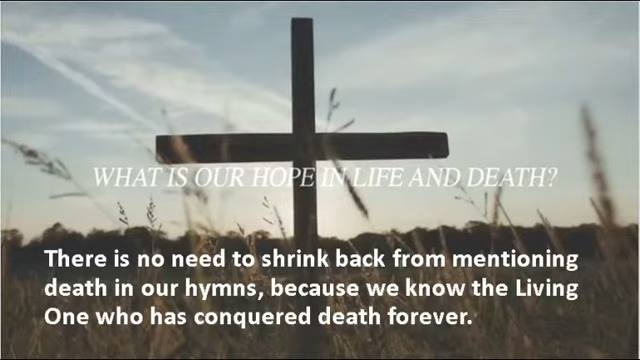 WHAT IS OUR HOPE IN LIFE AND DEATH?
There is no need to shrink back from mentioning
death in our hymns, because we know the Living
One who has conquered death forever.